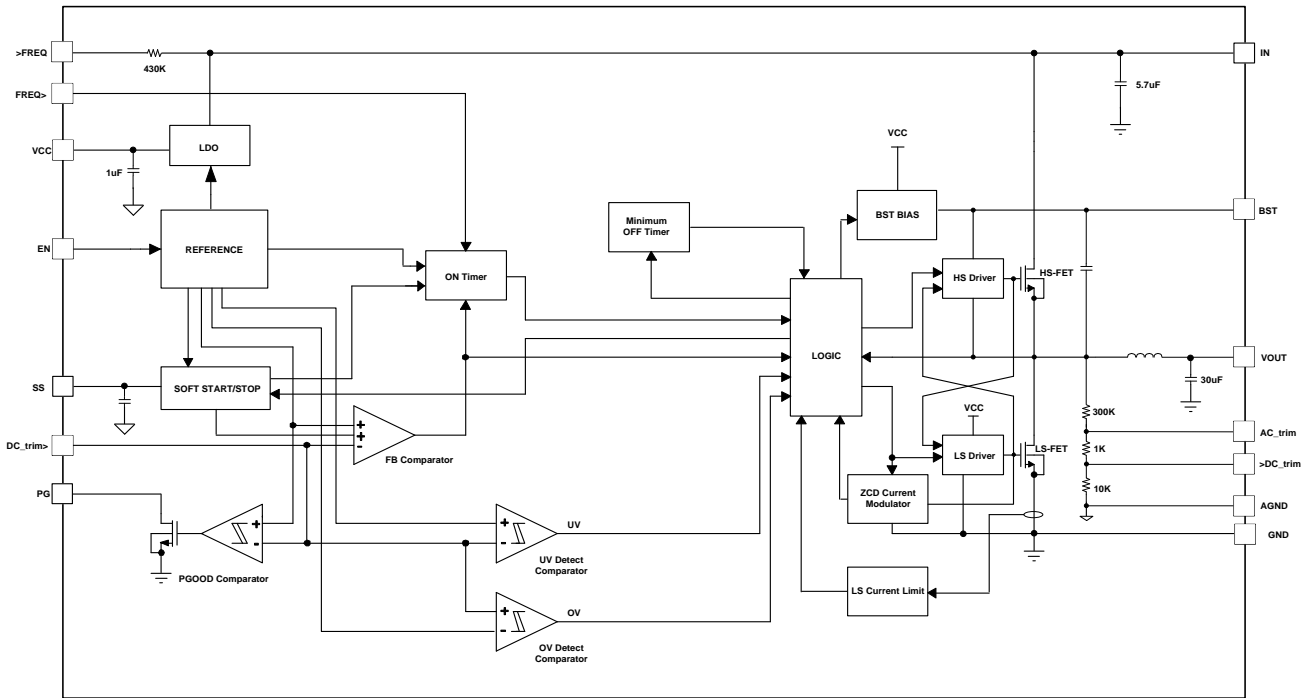 >FREQ
430K
IN
5.7uF
FREQ>
LDO
VCC
1uF
VCC
BST BIAS
BST
Minimum
OFF Timer
EN
REFERENCE
ON Timer
HS Driver
HS-FET
LOGIC
VOUT
30uF
SS
SOFT START/STOP
300K
VCC
AC_trim
DC_trim>
+
+
-
FB Comparator
LS Driver
LS-FET
1K
>DC_trim
PG
ZCD Current
Modulator
10K
AGND
GND
+
-
PGOOD Comparator
+
-
UV
UV Detect
Comparator
LS Current Limit
+
-
OV
OV Detect
Comparator